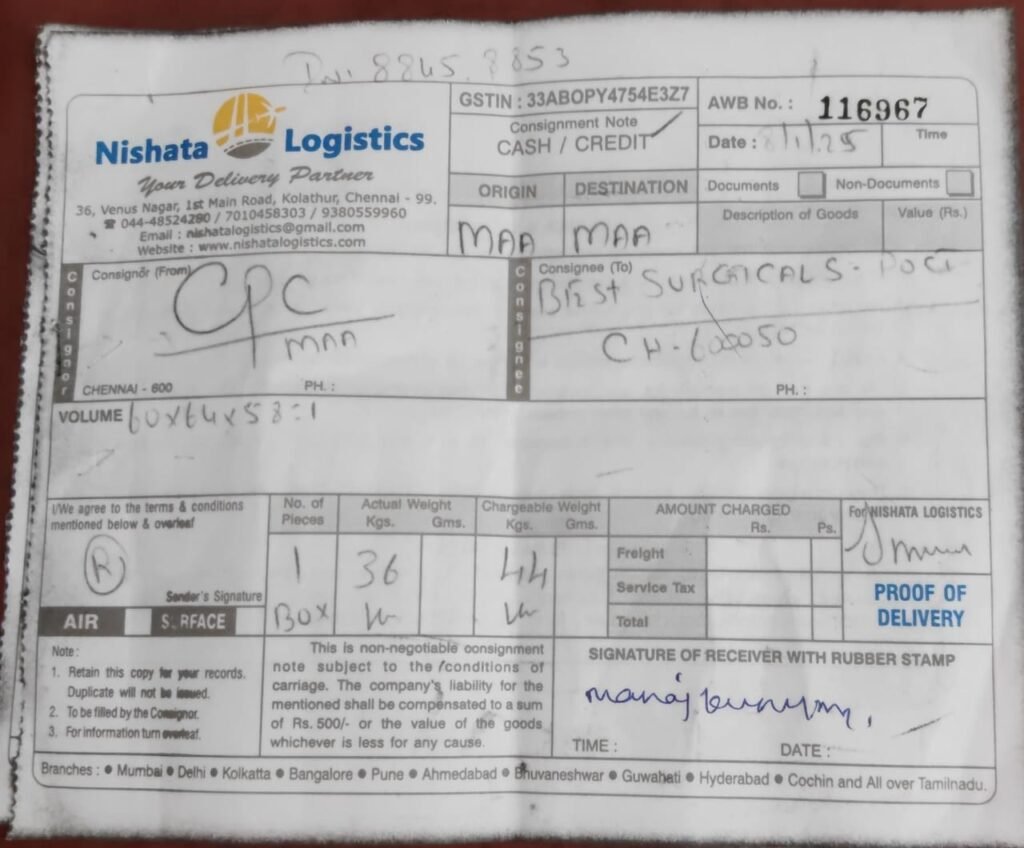 8845, 8853
Nishata Logistics
Your Delivery Partner
36, Venus Nagar, 1st Main Road, Kolathur, Chennai - 99.
☎ 044-48524280 / 7010458303 / 9380559960
Email : nishatalogistics@gmail.com
Website : www.nishatalogistics.com
GSTIN : 33ABOPY4754E3Z7
Consignment Note
CASH / CREDIT
AWB No. : 116967
Date : 8/1/25
Time
ORIGIN DESTINATION
MAA MAA
Documents Non-Documents
Description of Goods Value (Rs.)
Consignor
Consignor (From)
CPC
MAA
CHENNAI - 600 PH. :
Consignee
Consignee (To)
BEST SURGICALS -
CH-600050
PH. :
VOLUME 60x64x58=1
I/We agree to the terms & conditions
mentioned below & overleaf
R
Sender's Signature
AIR SURFACE
No. of Pieces
1
BOX
Actual Weight
Kgs. Gms.
36
Chargeable Weight
Kgs. Gms.
44
AMOUNT CHARGED
Rs. Ps.
Freight
Service Tax
Total
For NISHATA LOGISTICS
PROOF OF
DELIVERY
Note :
1. Retain this copy for your records.
Duplicate will not be issued.
2. To be filled by the Consignor.
3. For information turn overleaf.
This is non-negotiable consignment
note subject to the conditions of
carriage. The company's liability for the
mentioned shall be compensated to a sum
of Rs. 500/- or the value of the goods
whichever is less for any cause.
SIGNATURE OF RECEIVER WITH RUBBER STAMP
manoj
TIME : DATE :
Branches : ● Mumbai ● Delhi ● Kolkatta ● Bangalore ● Pune ● Ahmedabad ● Bhuvaneshwar ● Guwahati ● Hyderabad ● Cochin and All over Tamilnadu.